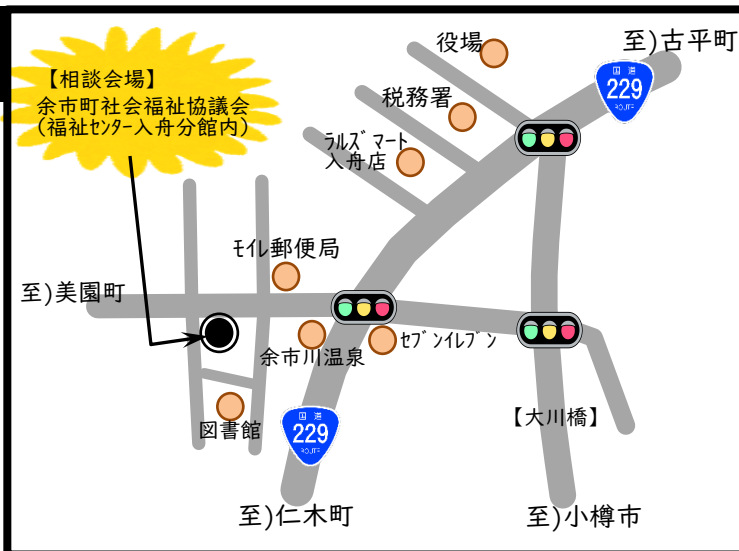 【相談会場】
余市町社会福祉協議会
(福祉ｾﾝﾀｰ入舟分館内)
役場
至)古平町
国道
229
ROUTE
税務署
ﾗﾙｽﾞﾏｰﾄ
入舟店
ﾓｲﾚ郵便局
至)美園町
余市川温泉
ｾﾌﾞﾝｲﾚﾌﾞﾝ
図書館
国道
229
ROUTE
【大川橋】
至)仁木町
至)小樽市